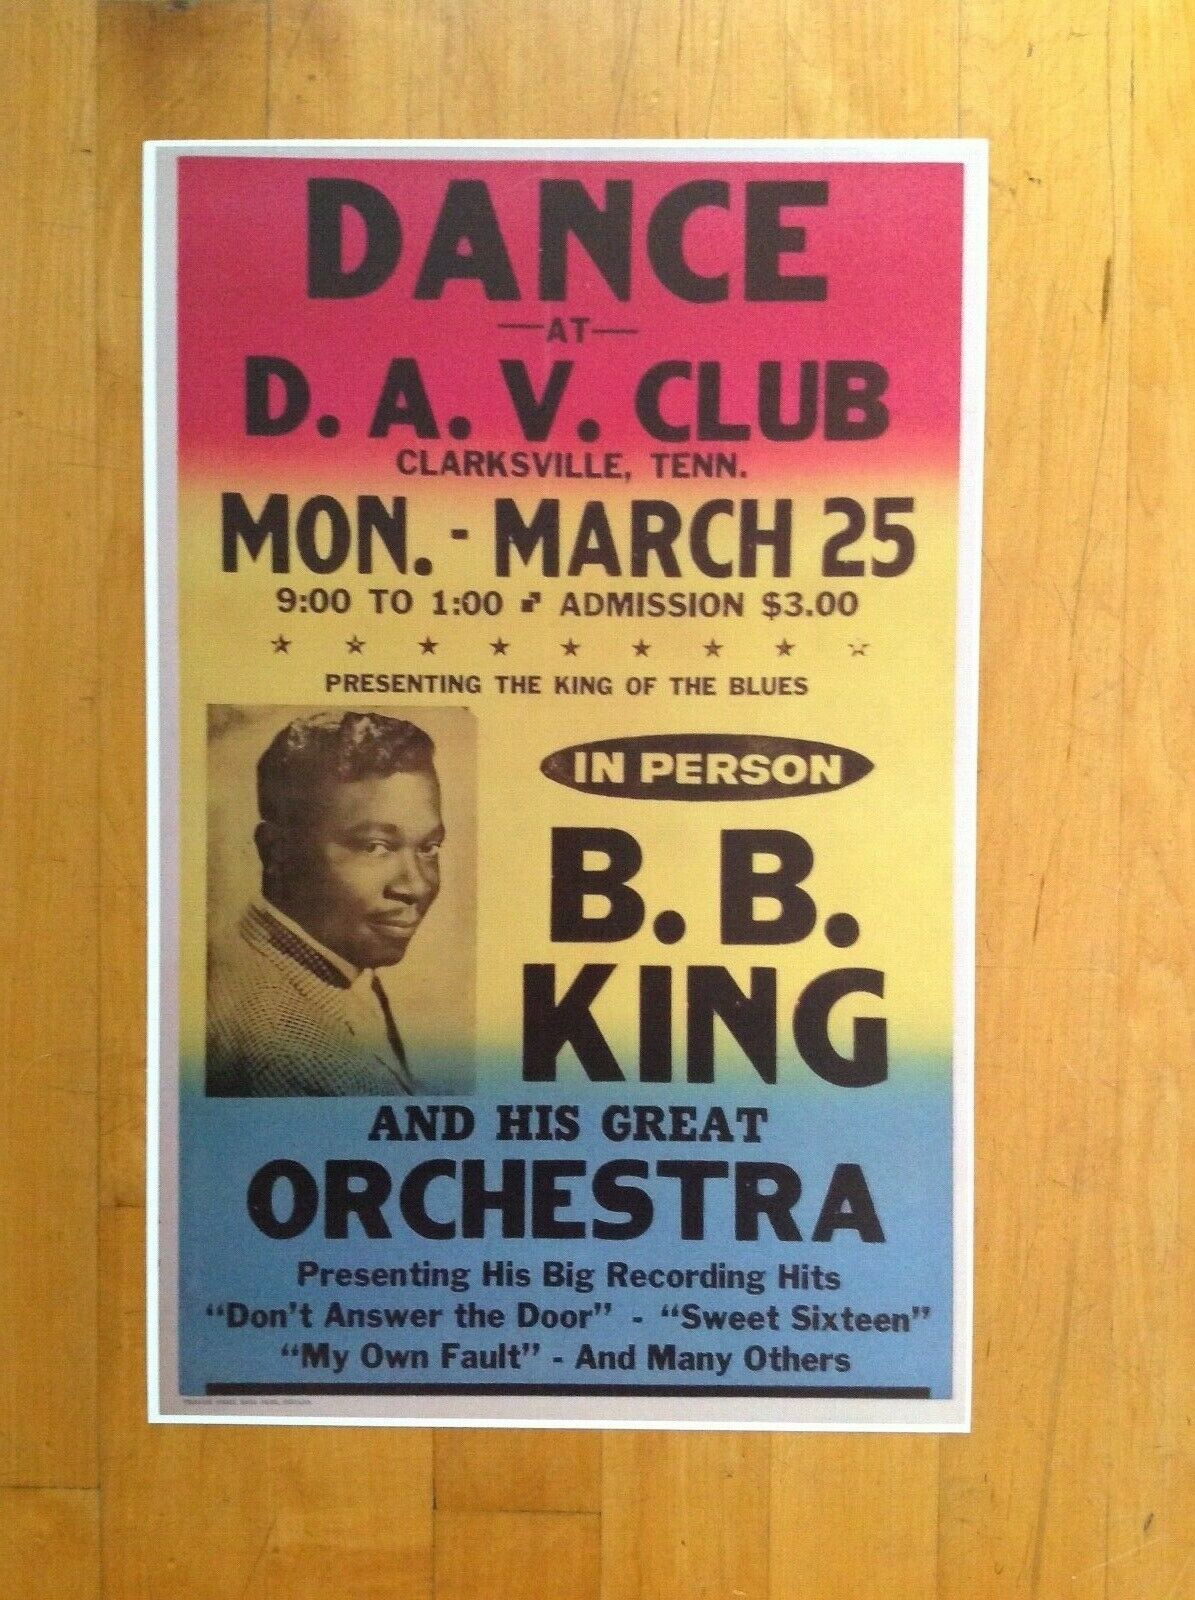 DANCE
—AT—
D. A. V. CLUB
CLARKSVILLE, TENN.
MON. - MARCH 25
9:00 TO 1:00 ADMISSION $3.00
PRESENTING THE KING OF THE BLUES
IN PERSON
B. B.
KING
AND HIS GREAT
ORCHESTRA
Presenting His Big Recording Hits
"Don't Answer the Door" - "Sweet Sixteen"
"My Own Fault" - And Many Others